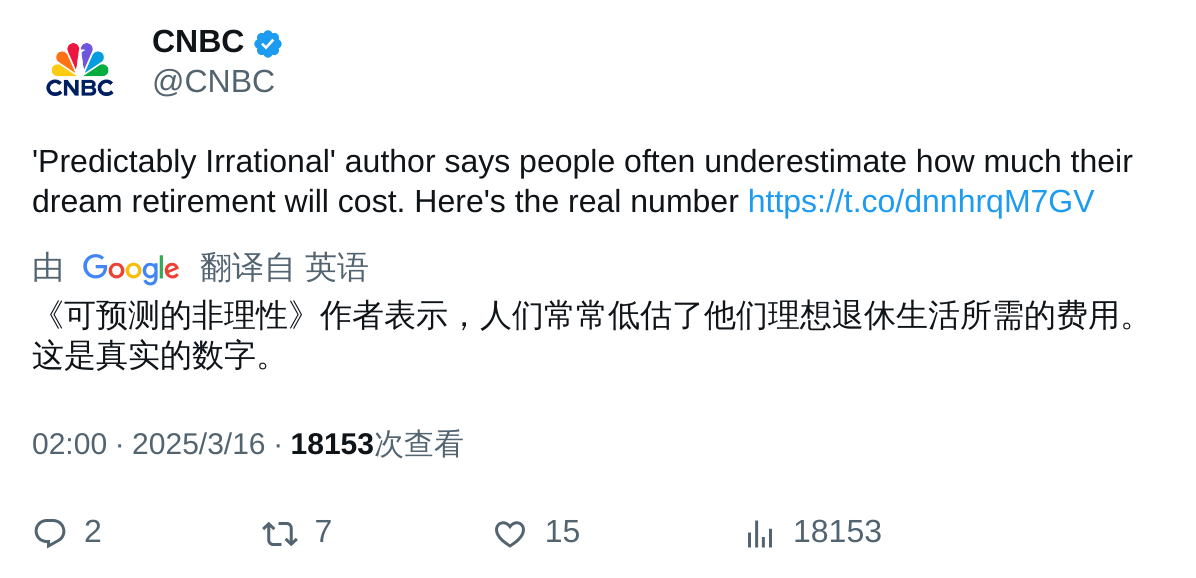 CNBC
CNBC
@CNBC
'Predictably Irrational' author says people often underestimate how much their
dream retirement will cost. Here's the real number https://t.co/dnnhrqM7GV
由 Google 翻译自 英语
《可预测的非理性》作者表示，人们常常低估了他们理想退休生活所需的费用。
这是真实的数字。
02:00 · 2025/3/16 · 18153次查看
2 7 15 18153